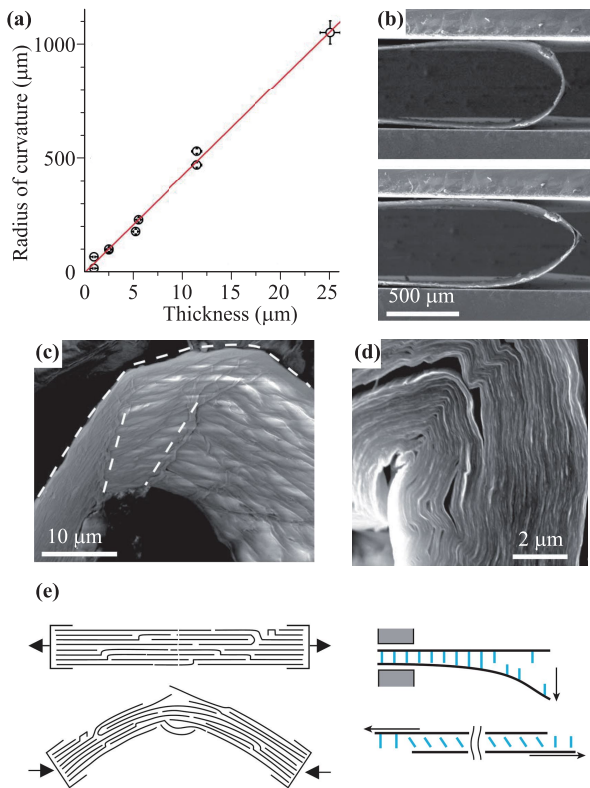 (a)
Radius of curvature (μm)
1000
500
0
0
5
10
15
20
25
Thickness (μm)
(b)
500 μm
(c)
10 μm
(d)
2 μm
(e)